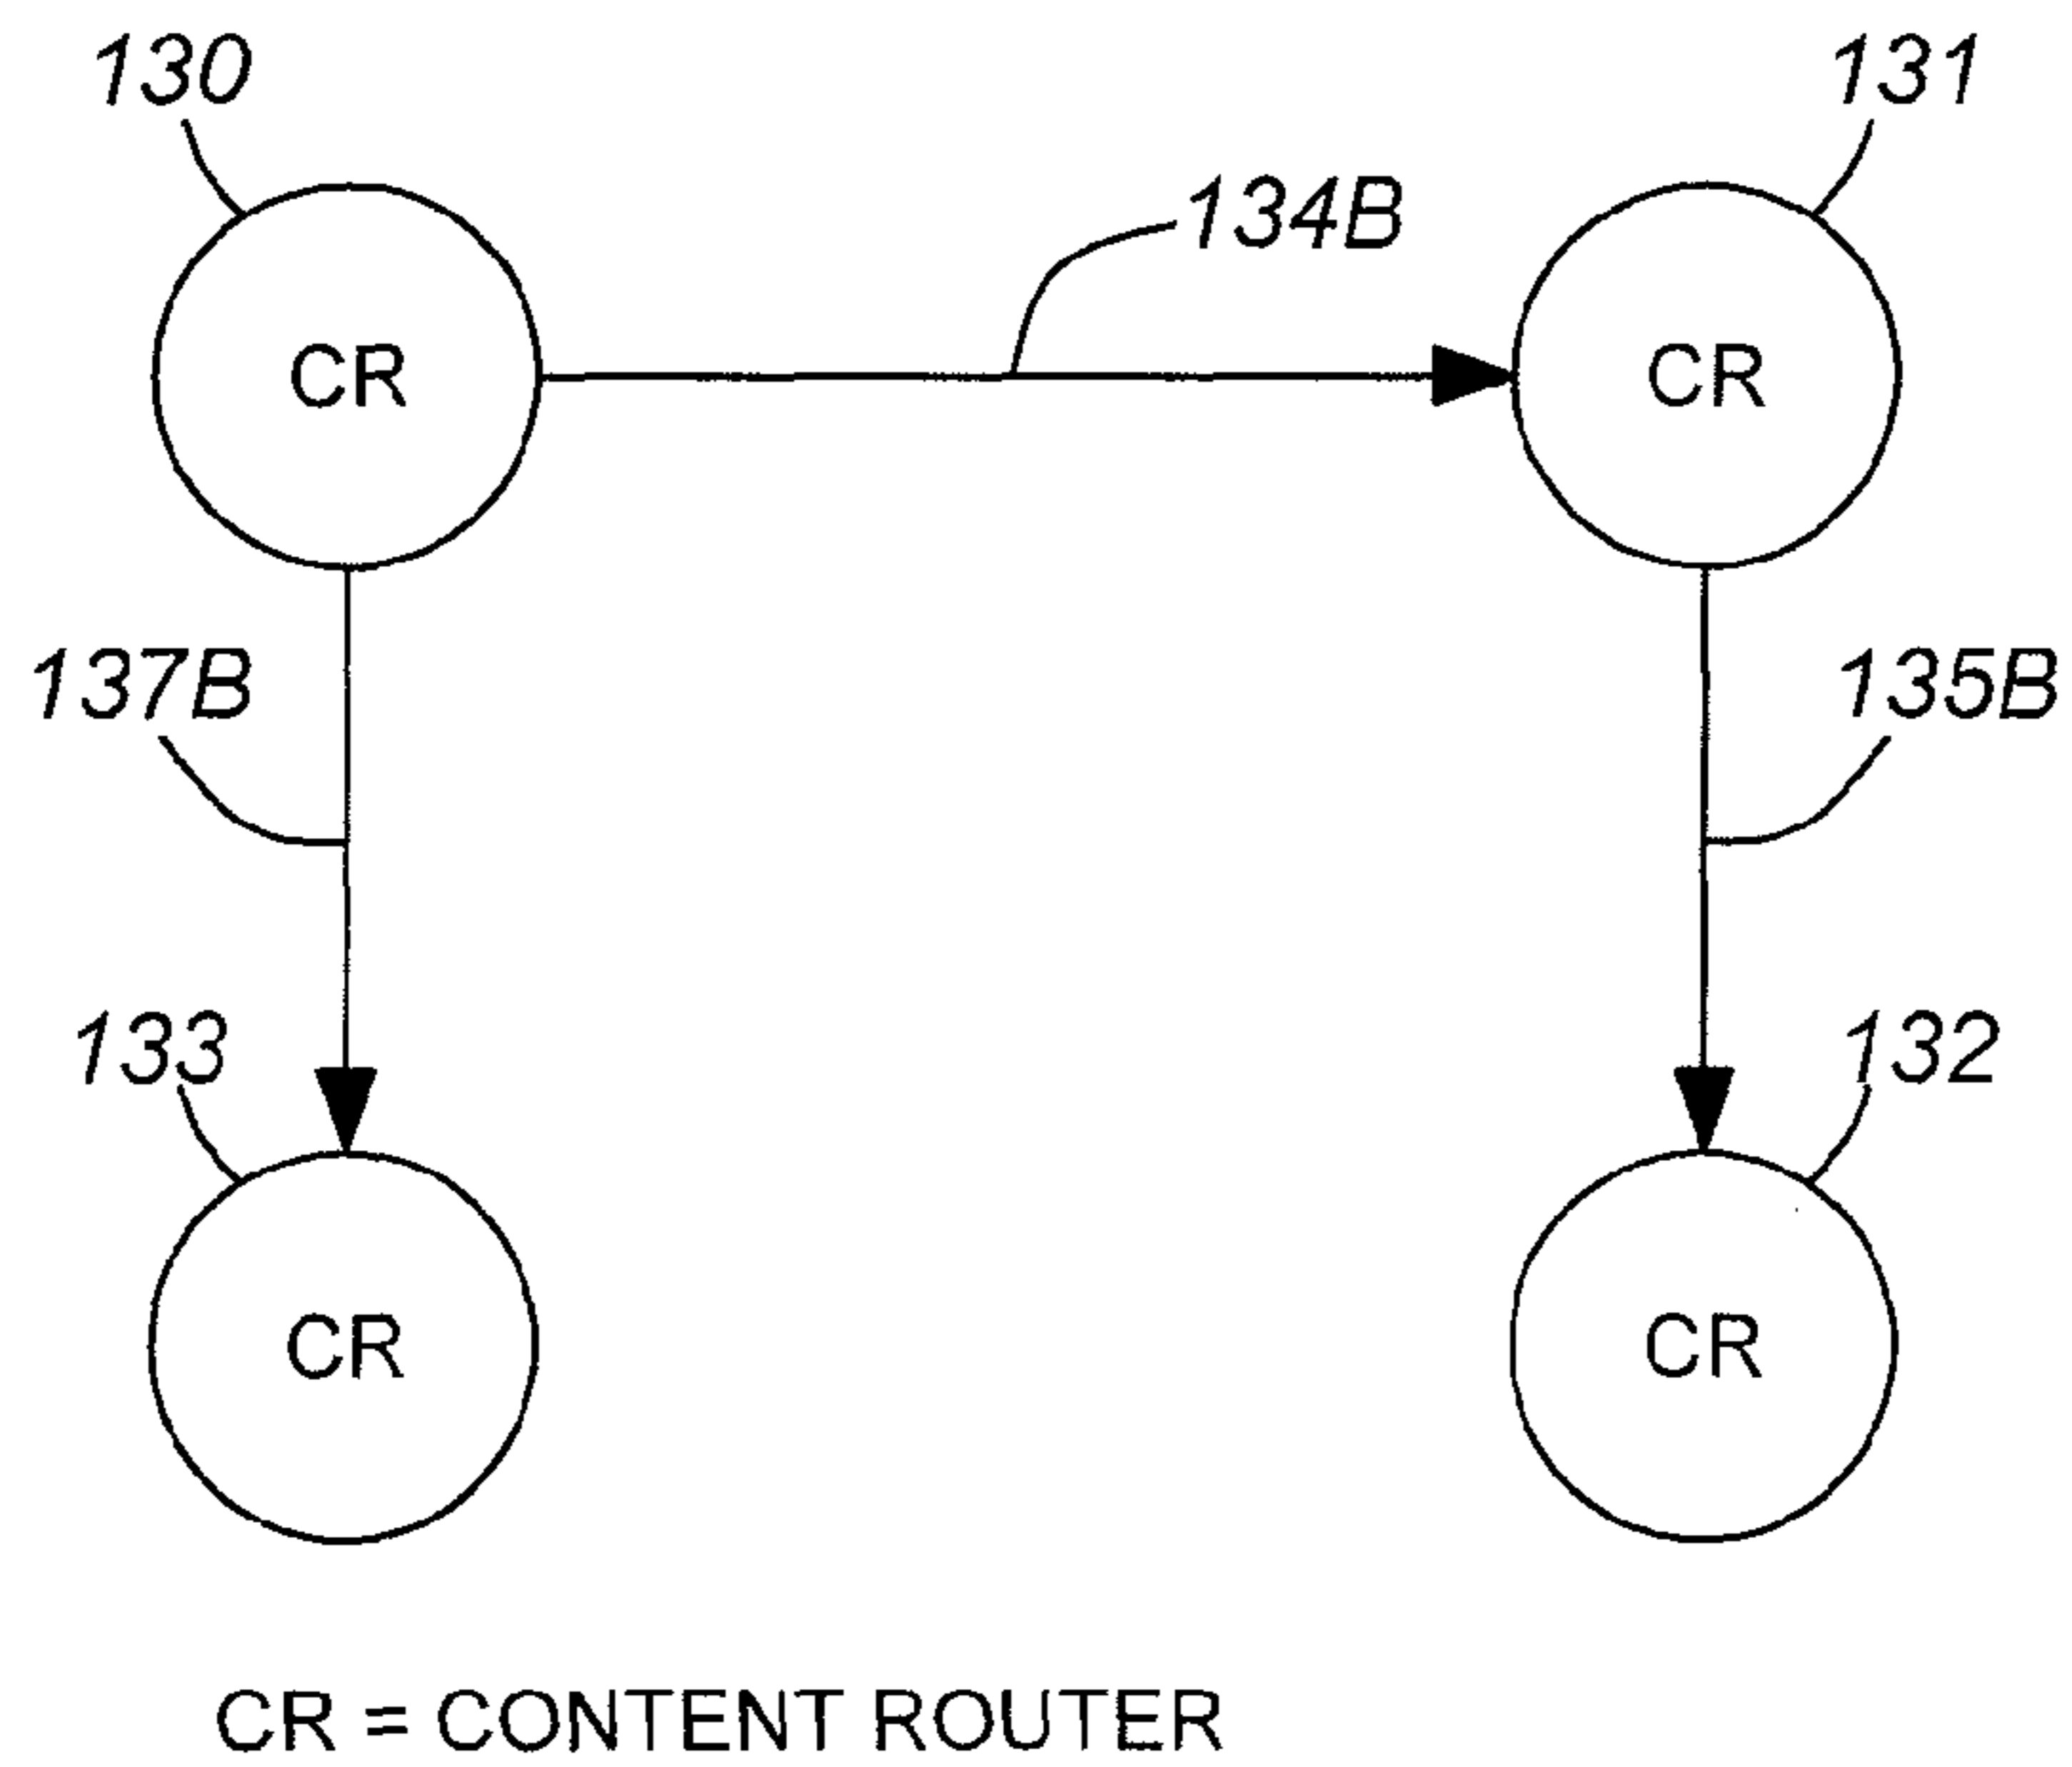 130
131
134B
CR
CR
137B
135B
133
132
CR
CR
CR = CONTENT ROUTER